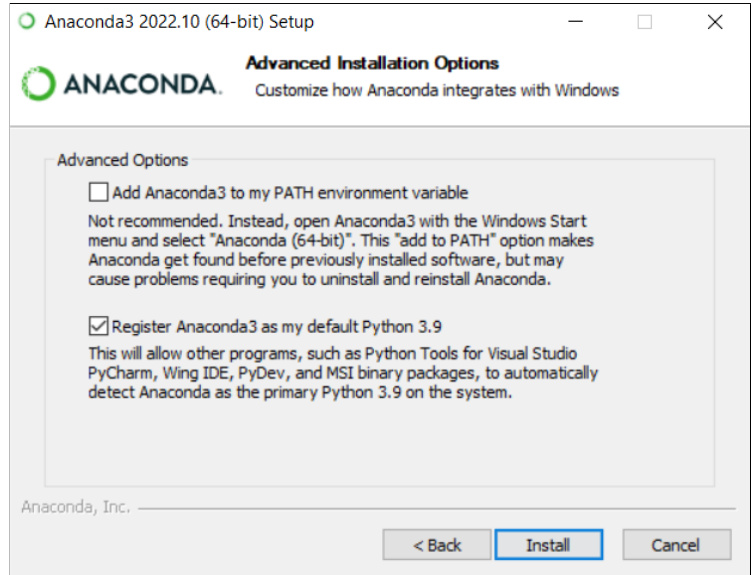 Anaconda3 2022.10 (64-bit) Setup
ANACONDA.
Advanced Installation Options
Customize how Anaconda integrates with Windows
Advanced Options
Add Anaconda3 to my PATH environment variable
Not recommended. Instead, open Anaconda3 with the Windows Start
menu and select "Anaconda (64-bit)". This "add to PATH" option makes
Anaconda get found before previously installed software, but may
cause problems requiring you to uninstall and reinstall Anaconda.
Register Anaconda3 as my default Python 3.9
This will allow other programs, such as Python Tools for Visual Studio
PyCharm, Wing IDE, PyDev, and MSI binary packages, to automatically
detect Anaconda as the primary Python 3.9 on the system.
Anaconda, Inc.
< Back
Install
Cancel